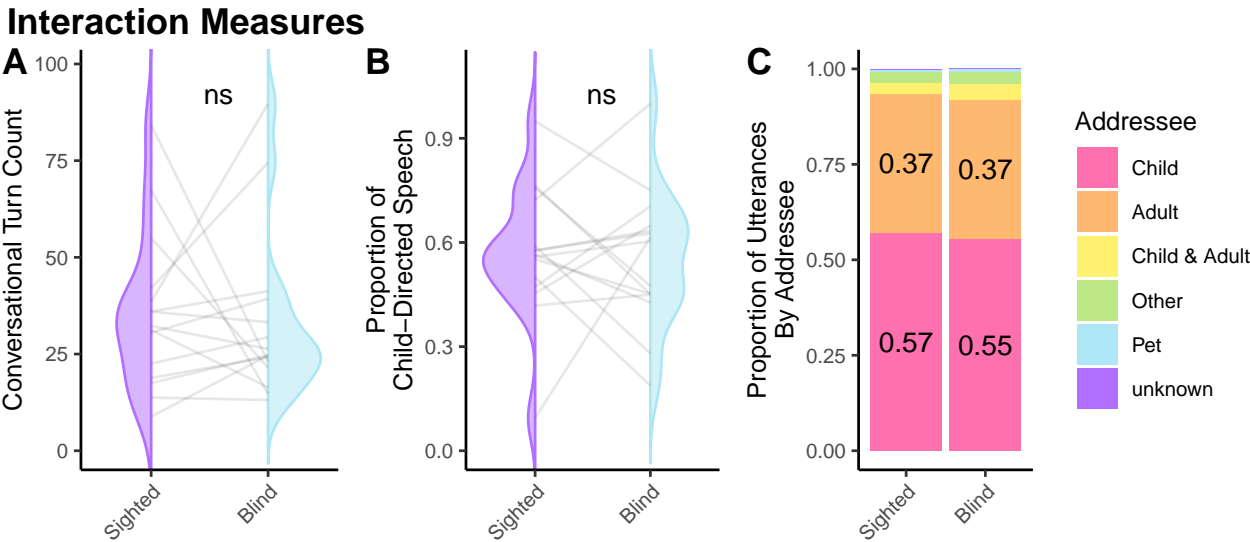 Interaction Measures
A
Conversational Turn Count
100
75
50
25
0
ns
Sighted
Blind
B
Proportion of
Child–Directed Speech
0.9
0.6
0.3
0.0
ns
Sighted
Blind
C
Proportion of Utterances
By Addressee
1.00
0.75
0.50
0.25
0.00
0.37
0.37
0.57
0.55
Sighted
Blind
Addressee
Child
Adult
Child & Adult
Other
Pet
unknown